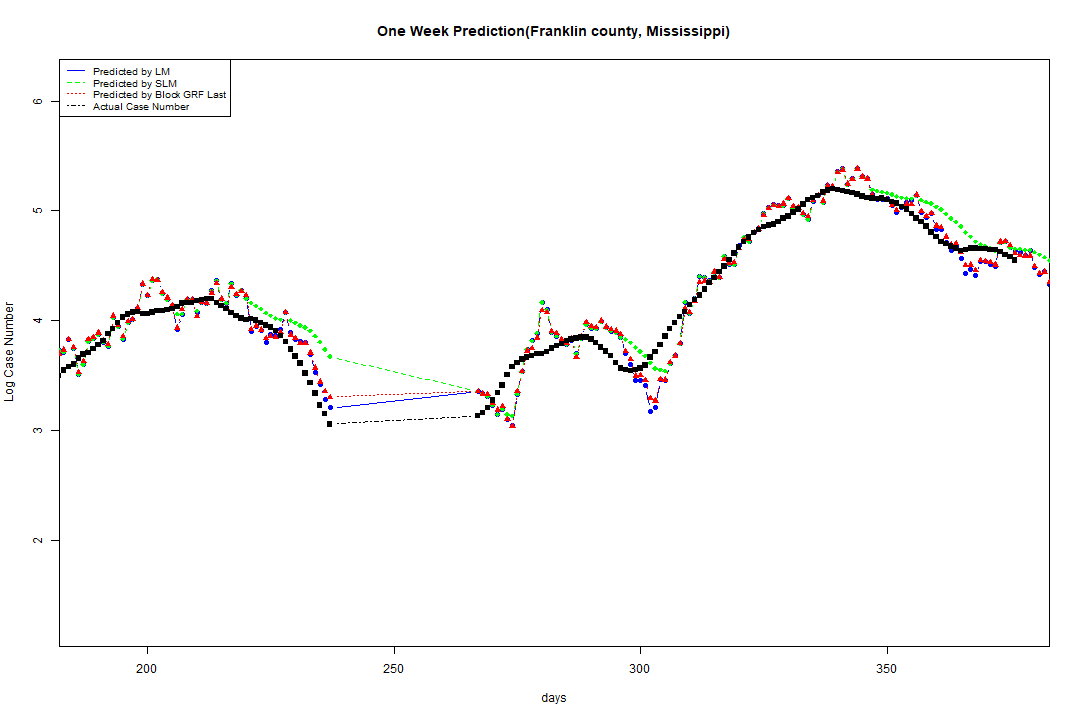 One Week Prediction(Franklin county, Mississippi)
Predicted by LM
Predicted by SLM
Predicted by Block GRF Last
Actual Case Number
6
5
4
3
2
Log Case Number
200
250
300
350
days